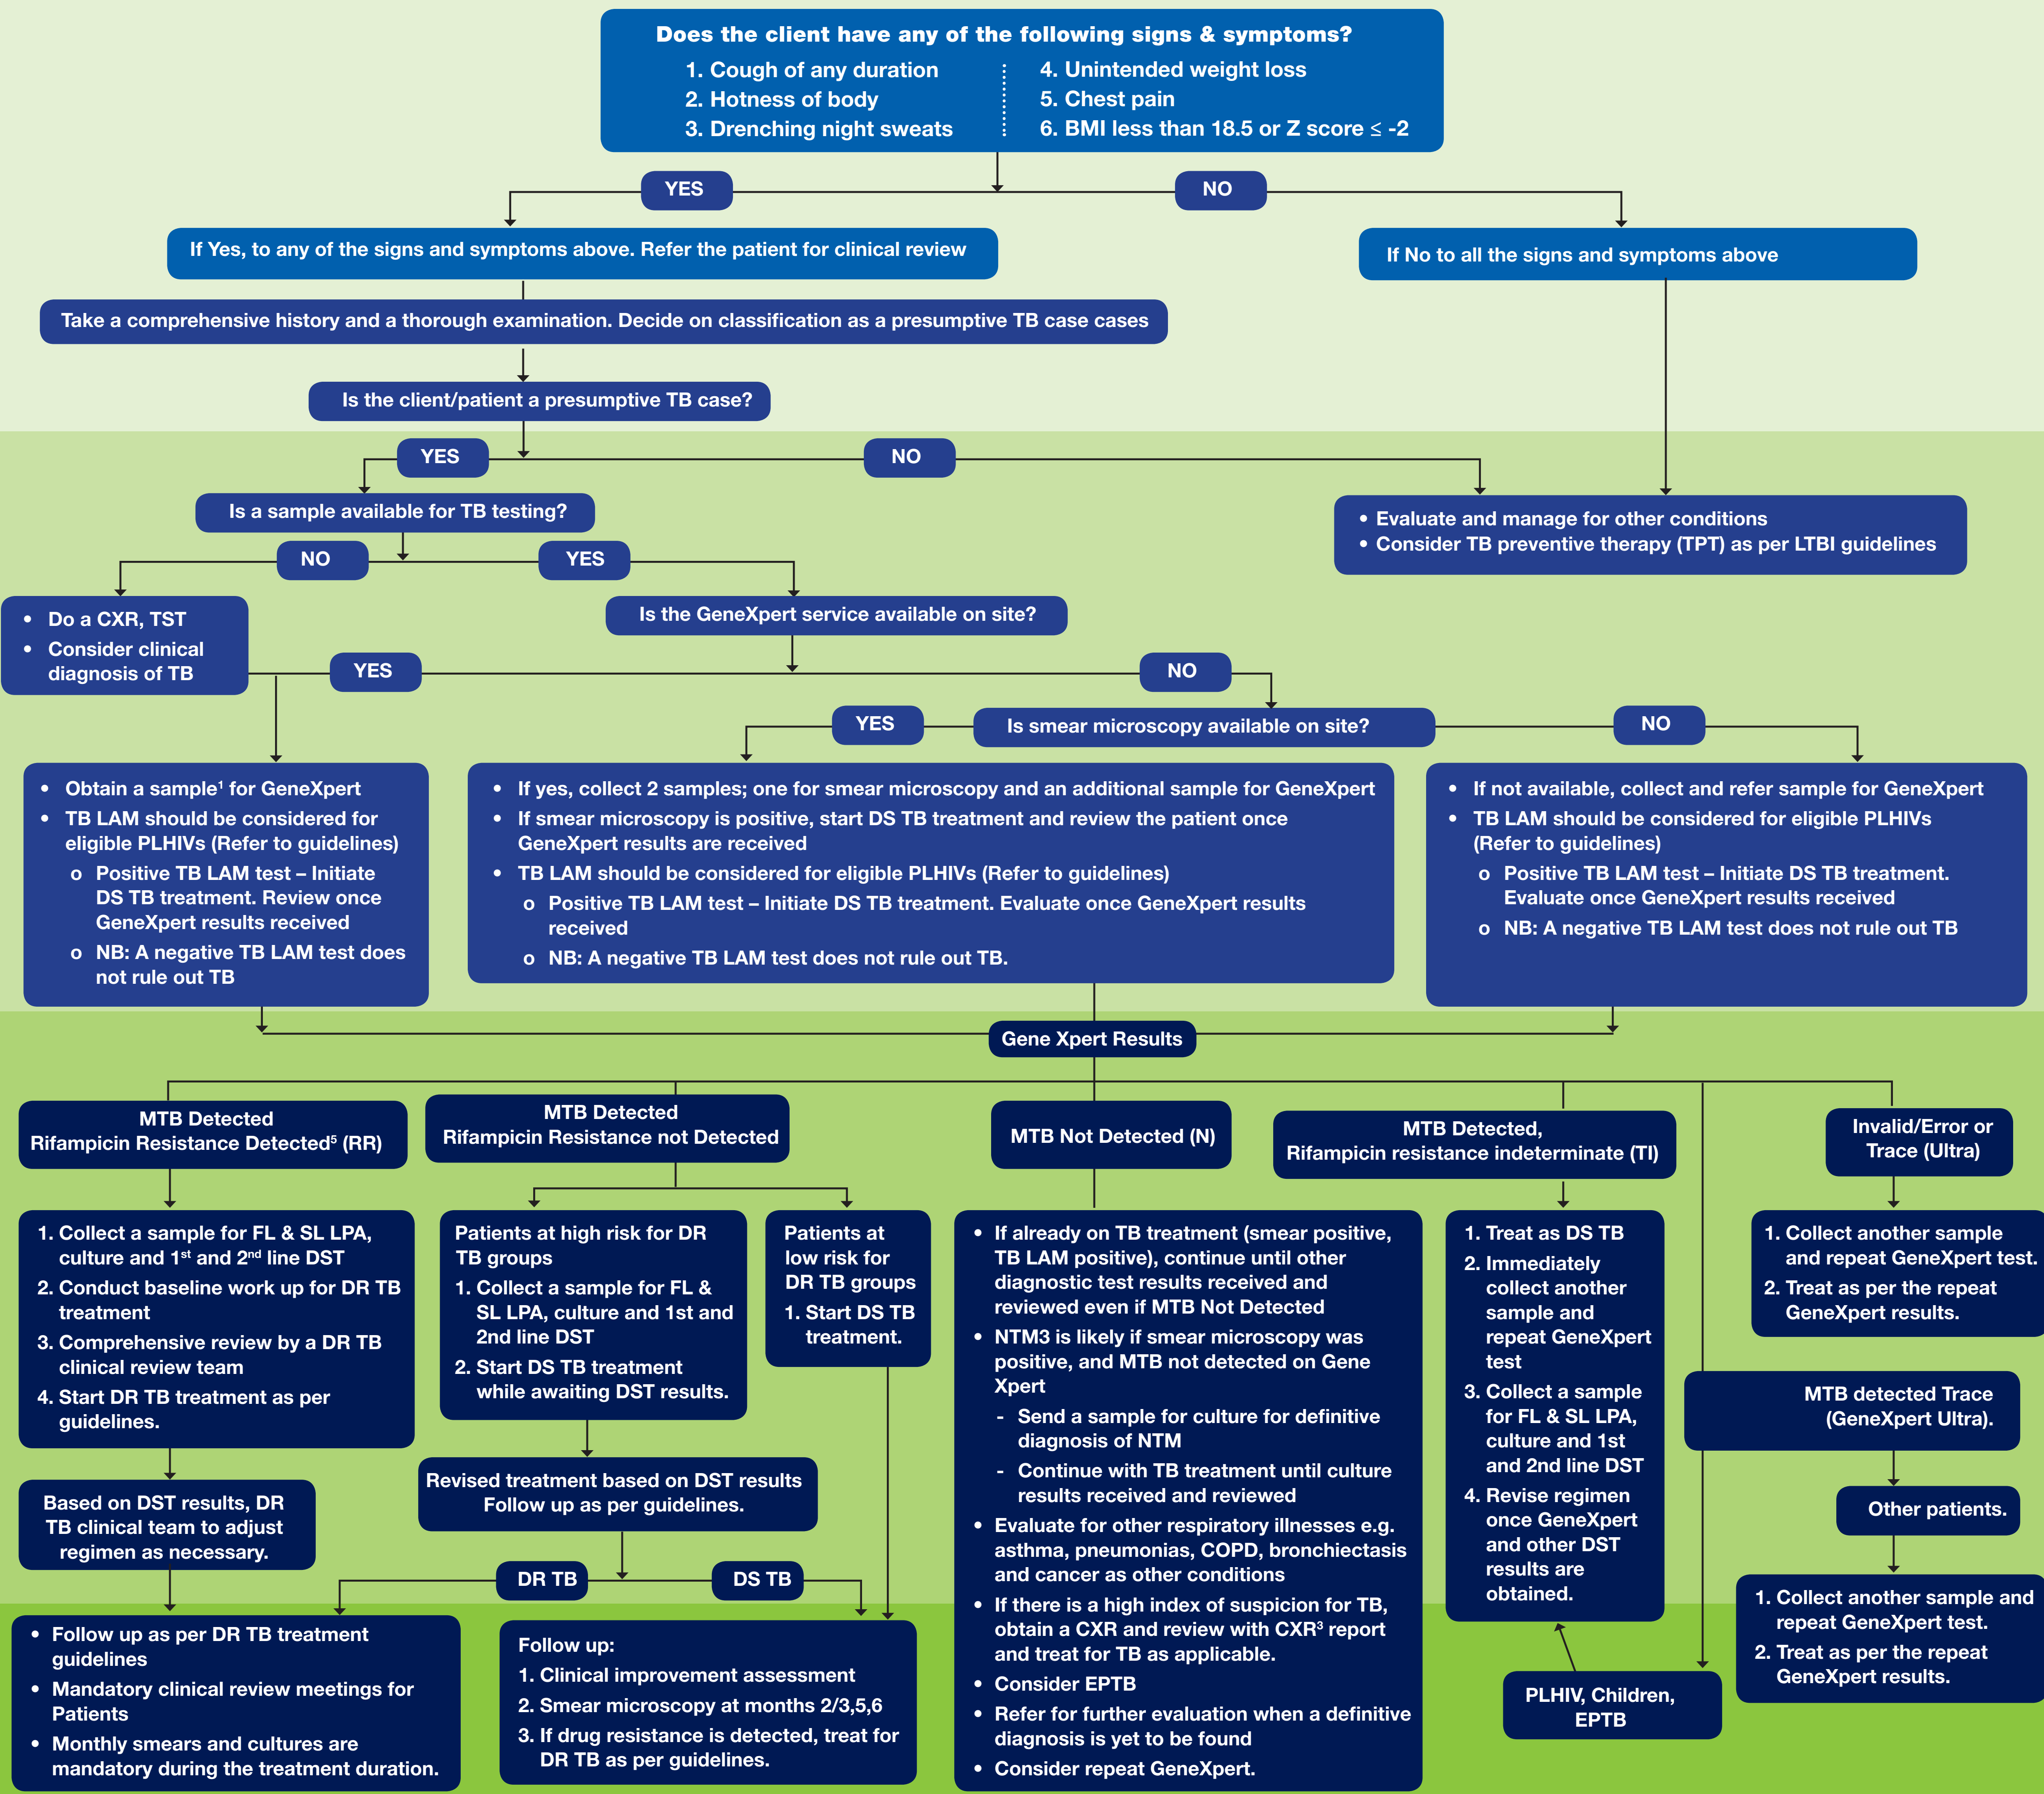 Does the client have any of the following signs & symptoms?
1. Cough of any duration
2. Hotness of body
3. Drenching night sweats
4. Unintended weight loss
5. Chest pain
6. BMI less than 18.5 or Z score ≤ -2
YES
NO
If Yes, to any of the signs and symptoms above. Refer the patient for clinical review
If No to all the signs and symptoms above
Take a comprehensive history and a thorough examination. Decide on classification as a presumptive TB case cases
Is the client/patient a presumptive TB case?
YES
NO
Is a sample available for TB testing?
• Evaluate and manage for other conditions
• Consider TB preventive therapy (TPT) as per LTBI guidelines
NO
YES
• Do a CXR, TST
• Consider clinical
diagnosis of TB
Is the GeneXpert service available on site?
YES
NO
Is smear microscopy available on site?
YES
NO
• Obtain a sample¹ for GeneXpert
• TB LAM should be considered for
eligible PLHIVs (Refer to guidelines)
o Positive TB LAM test – Initiate
DS TB treatment. Review once
GeneXpert results received
o NB: A negative TB LAM test does
not rule out TB
• If yes, collect 2 samples; one for smear microscopy and an additional sample for GeneXpert
• If smear microscopy is positive, start DS TB treatment and review the patient once
GeneXpert results are received
• TB LAM should be considered for eligible PLHIVs (Refer to guidelines)
o Positive TB LAM test – Initiate DS TB treatment. Evaluate once GeneXpert results
received
o NB: A negative TB LAM test does not rule out TB.
• If not available, collect and refer sample for GeneXpert
• TB LAM should be considered for eligible PLHIVs
(Refer to guidelines)
o Positive TB LAM test – Initiate DS TB treatment.
Evaluate once GeneXpert results received
o NB: A negative TB LAM test does not rule out TB
Gene Xpert Results
MTB Detected
Rifampicin Resistance Detected⁵ (RR)
1. Collect a sample for FL & SL LPA,
culture and 1st and 2nd line DST
2. Conduct baseline work up for DR TB
treatment
3. Comprehensive review by a DR TB
clinical review team
4. Start DR TB treatment as per
guidelines.
Based on DST results, DR
TB clinical team to adjust
regimen as necessary.
MTB Detected
Rifampicin Resistance not Detected
Patients at high risk for DR
TB groups
1. Collect a sample for FL &
SL LPA, culture and 1st and
2nd line DST
2. Start DS TB treatment
while awaiting DST results.
Patients at
low risk for
DR TB groups
1. Start DS TB
treatment.
Revised treatment based on DST results
Follow up as per guidelines.
DR TB
DS TB
• Follow up as per DR TB treatment
guidelines
• Mandatory clinical review meetings for
Patients
• Monthly smears and cultures are
mandatory during the treatment duration.
Follow up:
1. Clinical improvement assessment
2. Smear microscopy at months 2/3,5,6
3. If drug resistance is detected, treat for
DR TB as per guidelines.
MTB Not Detected (N)
• If already on TB treatment (smear positive,
TB LAM positive), continue until other
diagnostic test results received and
reviewed even if MTB Not Detected
• NTM3 is likely if smear microscopy was
positive, and MTB not detected on Gene
Xpert
- Send a sample for culture for definitive
diagnosis of NTM
- Continue with TB treatment until culture
results received and reviewed
• Evaluate for other respiratory illnesses e.g.
asthma, pneumonias, COPD, bronchiectasis
and cancer as other conditions
• If there is a high index of suspicion for TB,
obtain a CXR and review with CXR³ report
and treat for TB as applicable.
• Consider EPTB
• Refer for further evaluation when a definitive
diagnosis is yet to be found
• Consider repeat GeneXpert.
MTB Detected,
Rifampicin resistance indeterminate (TI)
1. Treat as DS TB
2. Immediately
collect another
sample and
repeat GeneXpert
test
3. Collect a sample
for FL & SL LPA,
culture and 1st
and 2nd line DST
4. Revise regimen
once GeneXpert
and other DST
results are
obtained.
PLHIV, Children,
EPTB
Invalid/Error or
Trace (Ultra)
1. Collect another sample
and repeat GeneXpert test.
2. Treat as per the repeat
GeneXpert results.
MTB detected Trace
(GeneXpert Ultra).
Other patients.
1. Collect another sample and
repeat GeneXpert test.
2. Treat as per the repeat
GeneXpert results.